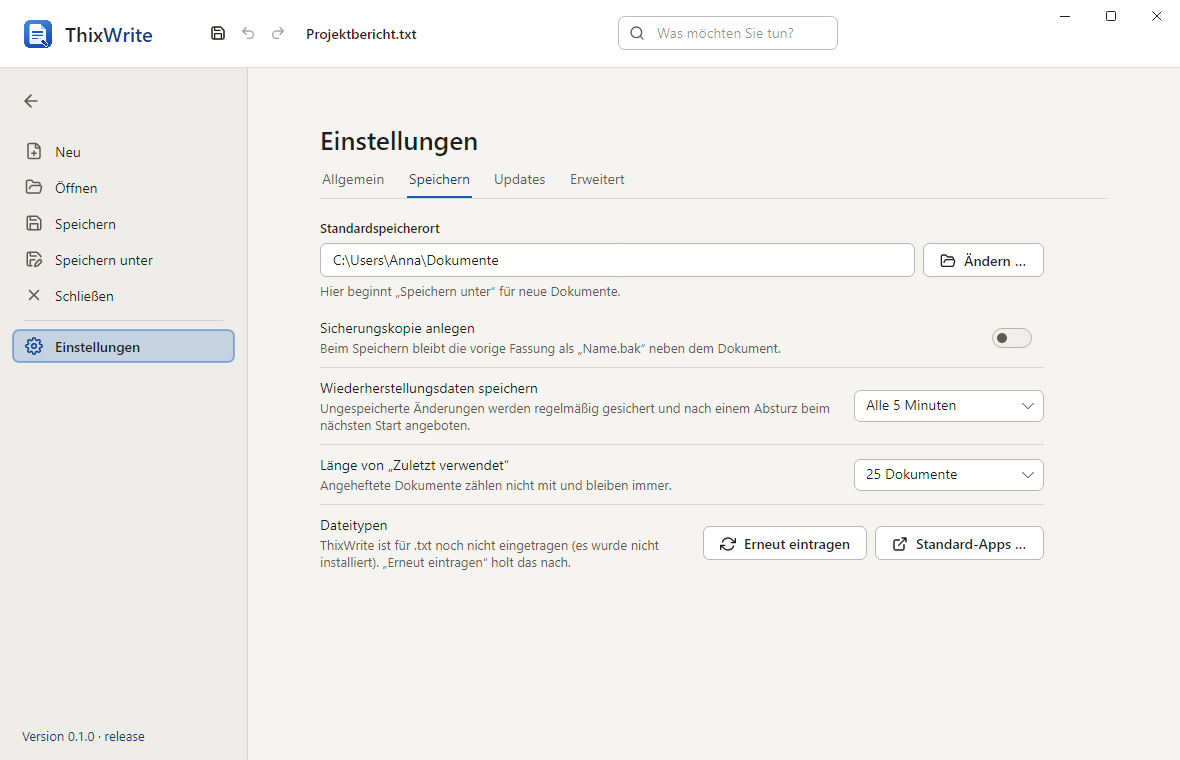 ThixWrite
Projektbericht.txt
Was möchten Sie tun?
Neu
Öffnen
Speichern
Speichern unter
Schließen
Einstellungen
Version 0.1.0 · release
Einstellungen
Allgemein Speichern Updates Erweitert
Standardspeicherort
C:\Users\Anna\Dokumente
Ändern ...
Hier beginnt „Speichern unter“ für neue Dokumente.
Sicherungskopie anlegen
Beim Speichern bleibt die vorige Fassung als „Name.bak“ neben dem Dokument.
Wiederherstellungsdaten speichern
Ungespeicherte Änderungen werden regelmäßig gesichert und nach einem Absturz beim
nächsten Start angeboten.
Alle 5 Minuten
Länge von „Zuletzt verwendet“
Angeheftete Dokumente zählen nicht mit und bleiben immer.
25 Dokumente
Dateitypen
ThixWrite ist für .txt noch nicht eingetragen (es wurde nicht
installiert). „Erneut eintragen“ holt das nach.
Erneut eintragen
Standard-Apps ...